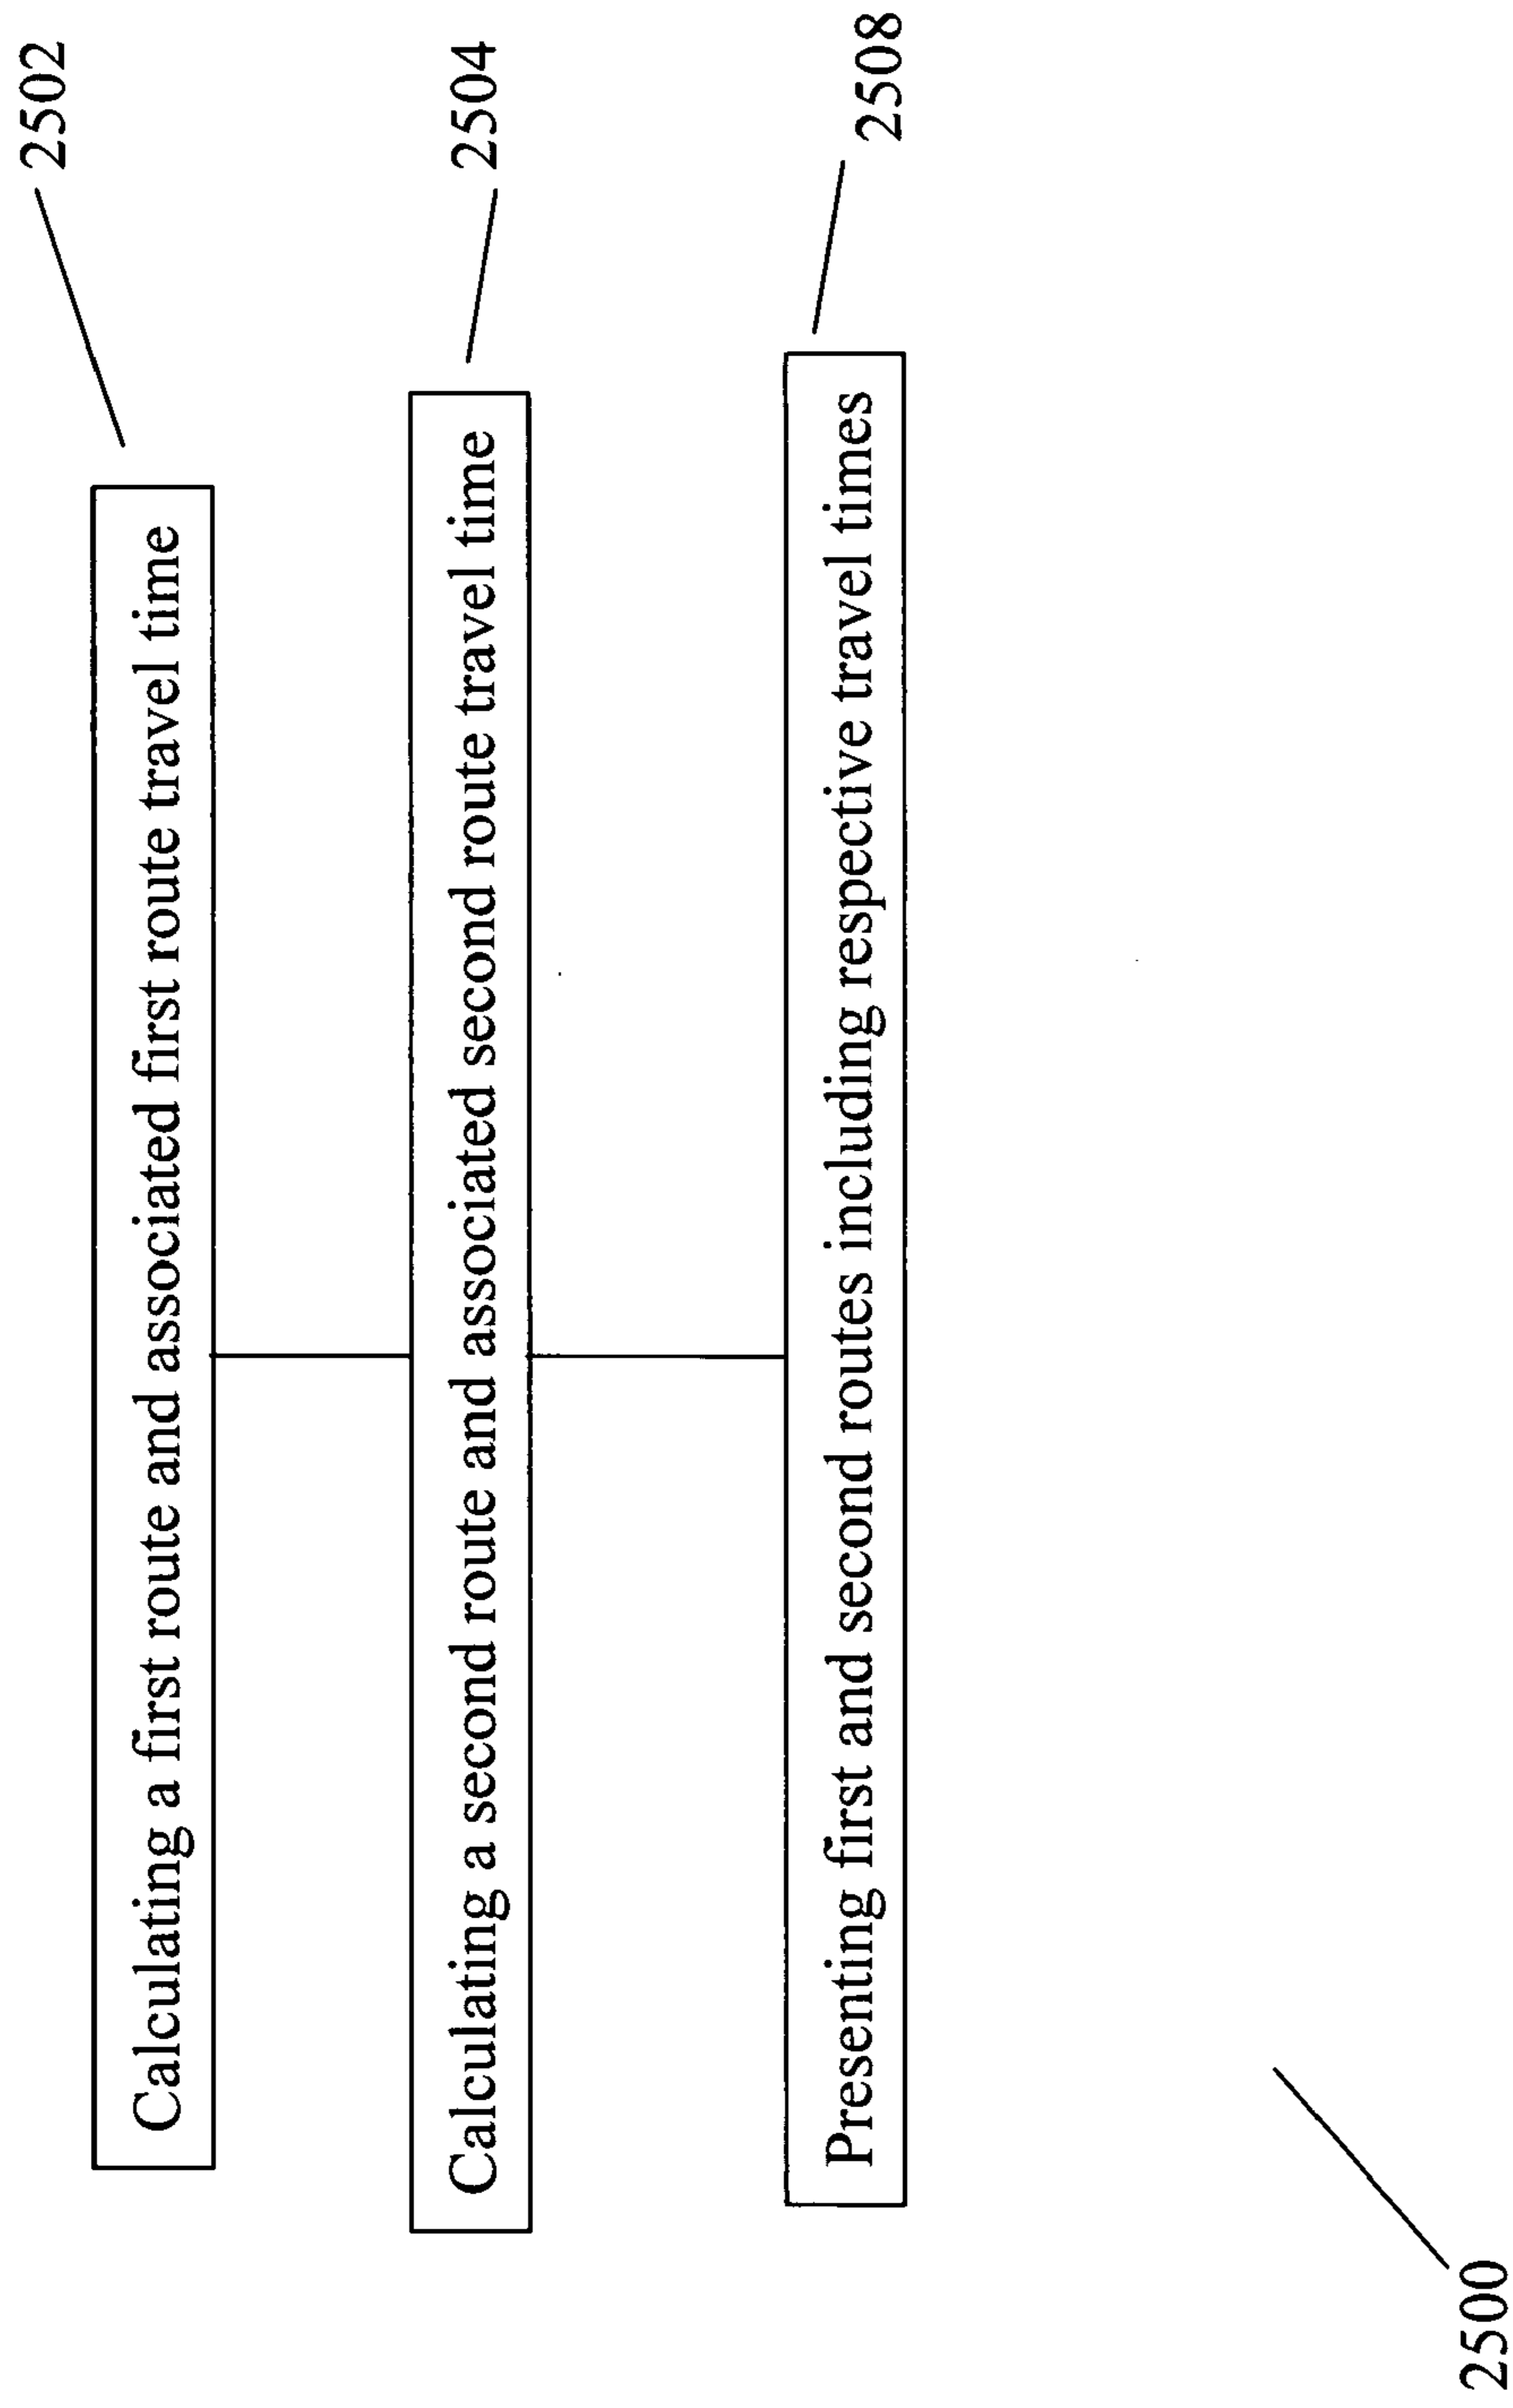 2502
Calculating a first route and associated first route travel time
2504
Calculating a second route and associated second route travel time
2508
Presenting first and second routes including respective travel times
2500